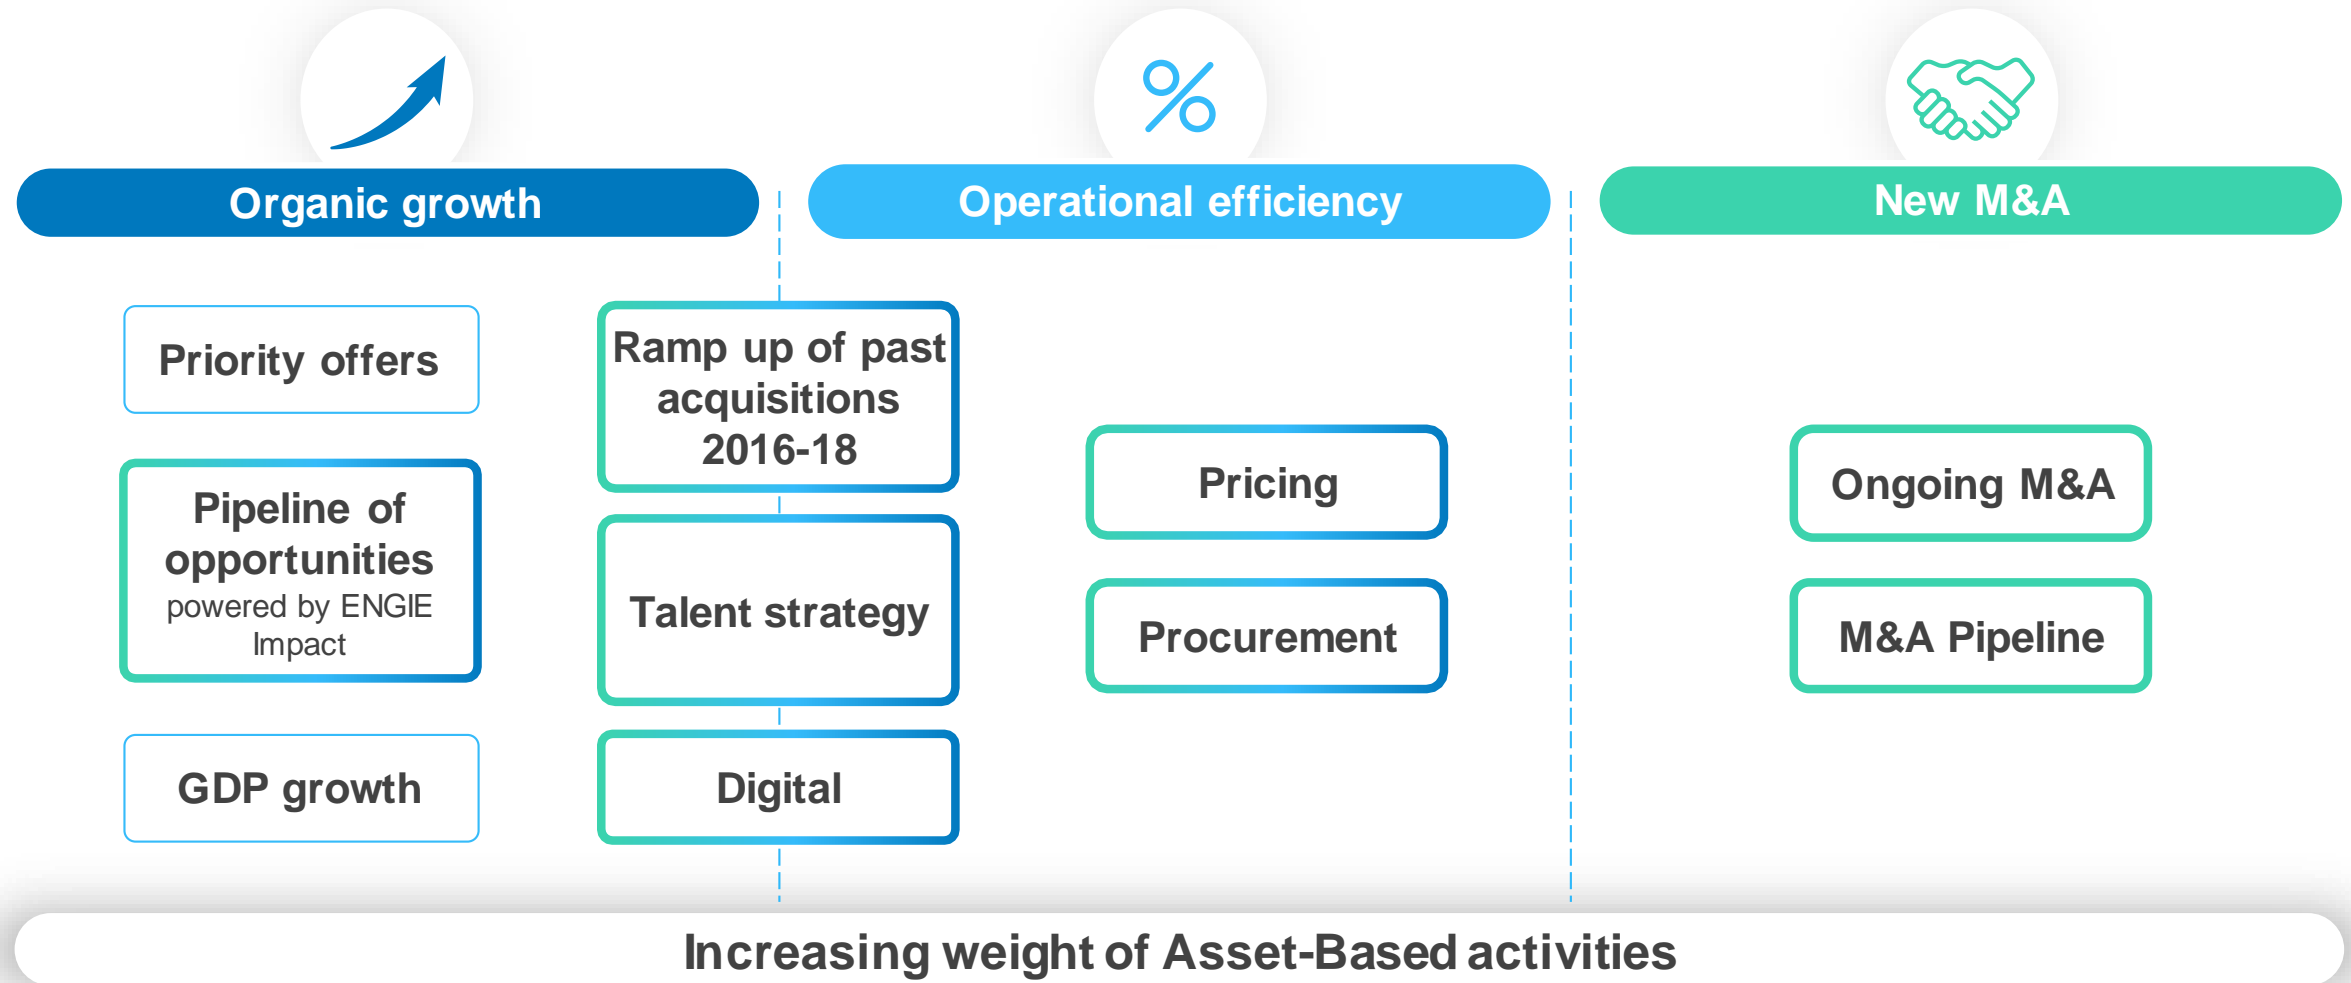 Organic growth
Operational efficiency
New M&A
Priority offers
Pipeline of
opportunities
powered by ENGIE
Impact
GDP growth
Ramp up of past
acquisitions
2016-18
Talent strategy
Digital
Pricing
Procurement
Ongoing M&A
M&A Pipeline
Increasing weight of Asset-Based activities